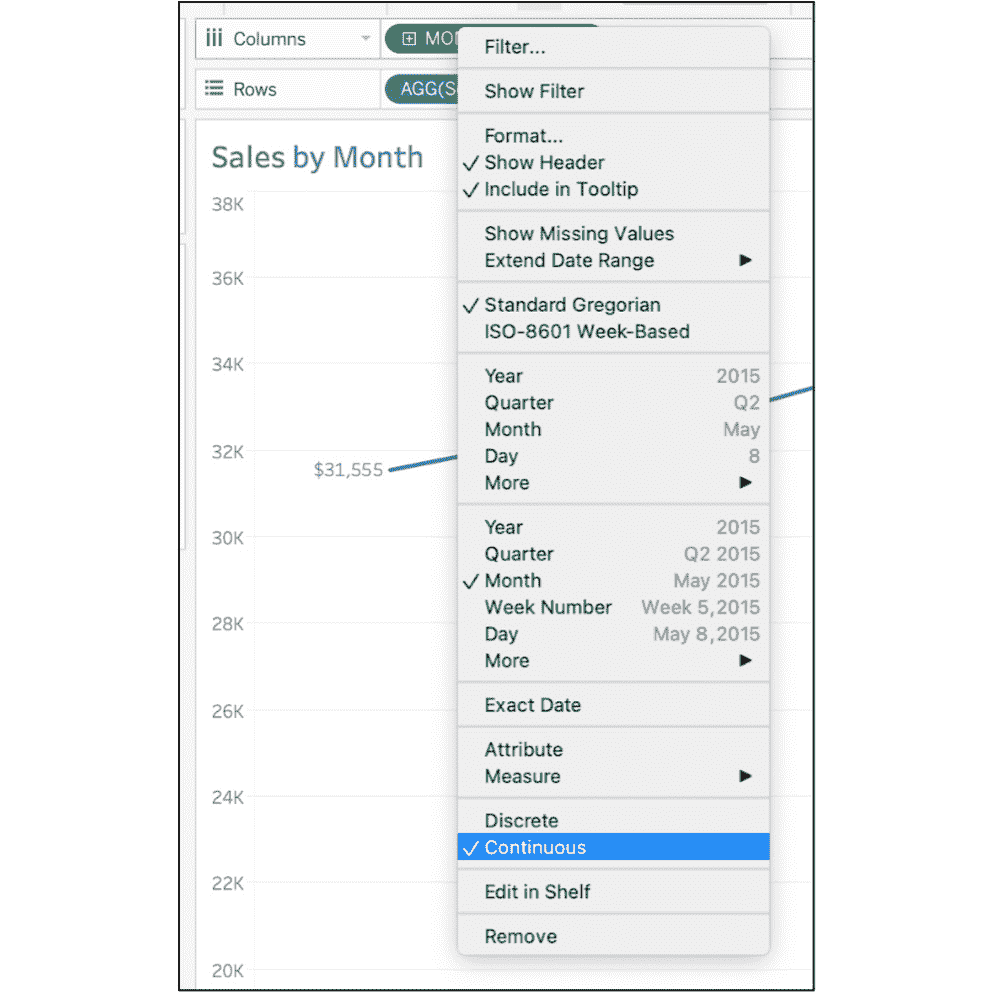 Columns
MO
Rows
AGG(S
Sales by Month
38K
36K
34K
32K
30K
28K
26K
24K
22K
20K
$31,555
Filter...
Show Filter
Format...
✓ Show Header
✓ Include in Tooltip
Show Missing Values
Extend Date Range ▶
✓ Standard Gregorian
ISO-8601 Week-Based
Year 2015
Quarter Q2
Month May
Day 8
More ▶
Year 2015
Quarter Q2 2015
✓ Month May 2015
Week Number Week 5,2015
Day May 8,2015
More ▶
Exact Date
Attribute
Measure ▶
Discrete
✓ Continuous
Edit in Shelf
Remove